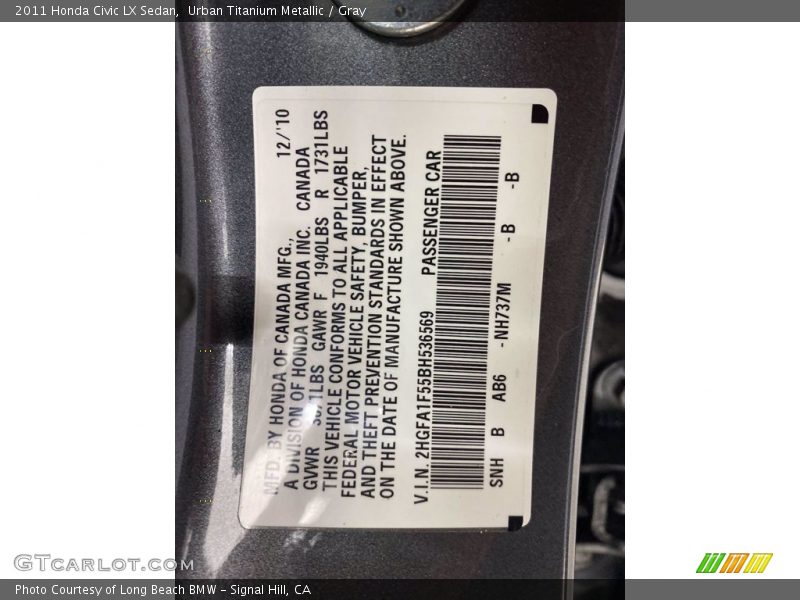 2011 Honda Civic LX Sedan, Urban Titanium Metallic / Gray
MFD. BY HONDA OF CANADA MFG., 12/'10
A DIVISION OF HONDA CANADA INC. CANADA
GVWR LBS GAWR F 1940LBS R 1731LBS
THIS VEHICLE CONFORMS TO ALL APPLICABLE
FEDERAL MOTOR VEHICLE SAFETY, BUMPER,
AND THEFT PREVENTION STANDARDS IN EFFECT
ON THE DATE OF MANUFACTURE SHOWN ABOVE.
V.I.N. 2HGFA1F55BH536569 PASSENGER CAR
SNH B AB6 -NH737M -B -B
GTcarlot.com
Photo Courtesy of Long Beach BMW - Signal Hill, CA